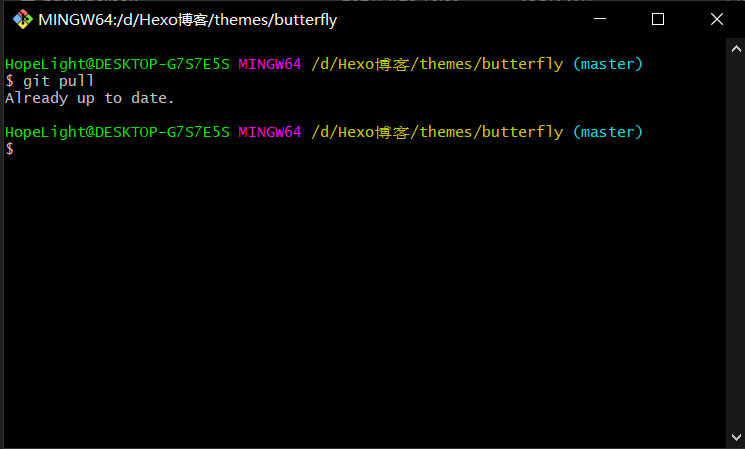 MINGW64:/d/Hexo博客/themes/butterfly
HopeLight@DESKTOP-G7S7E5S MINGW64 /d/Hexo博客/themes/butterfly (master)
$ git pull
Already up to date.
HopeLight@DESKTOP-G7S7E5S MINGW64 /d/Hexo博客/themes/butterfly (master)
$